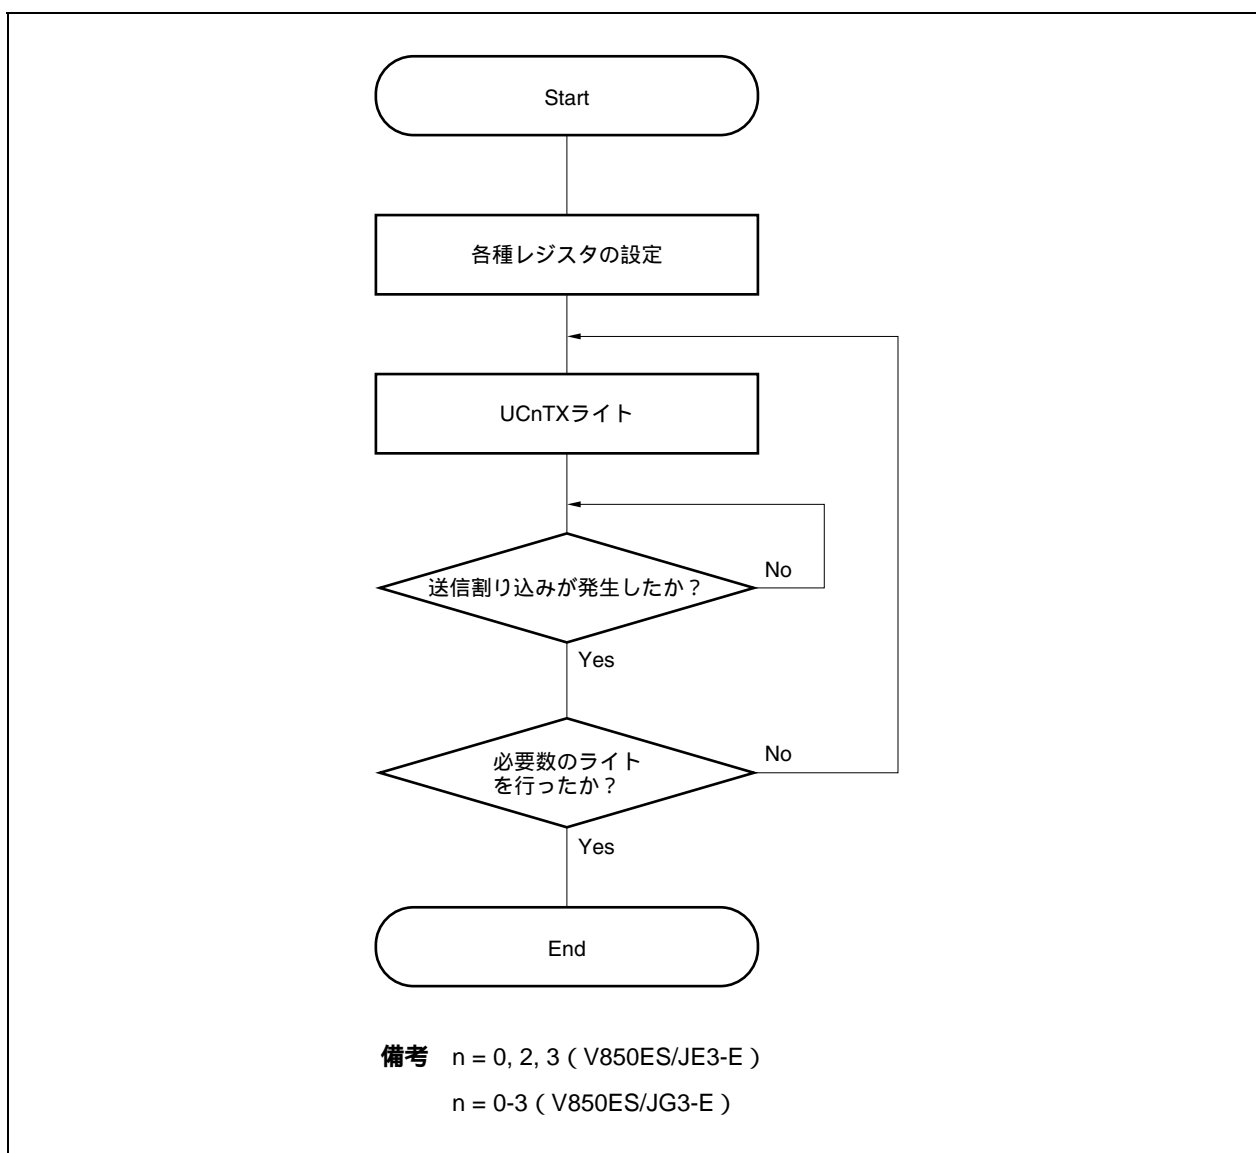 Start
各種レジスタの設定
UCnTXライト
送信割り込みが発生したか？
No
Yes
必要数のライト
を行ったか？
No
Yes
End
備考 n = 0, 2, 3（V850ES/JE3-E）
n = 0-3（V850ES/JG3-E）